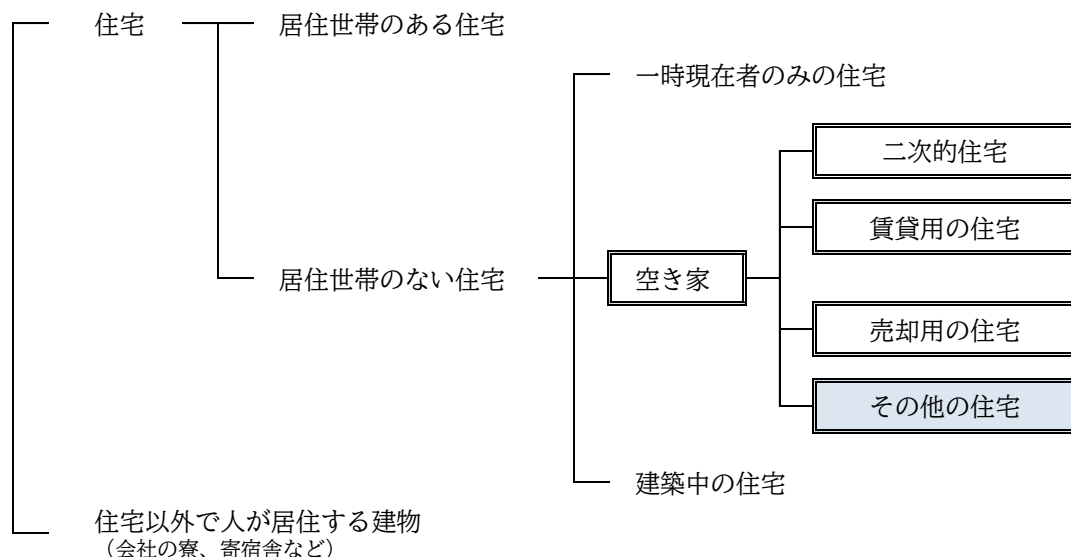 住宅
居住世帯のある住宅
一時現在者のみの住宅
二次的住宅
賃貸用の住宅
居住世帯のない住宅
空き家
売却用の住宅
その他の住宅
建築中の住宅
住宅以外で人が居住する建物
(会社の寮、寄宿舎など)